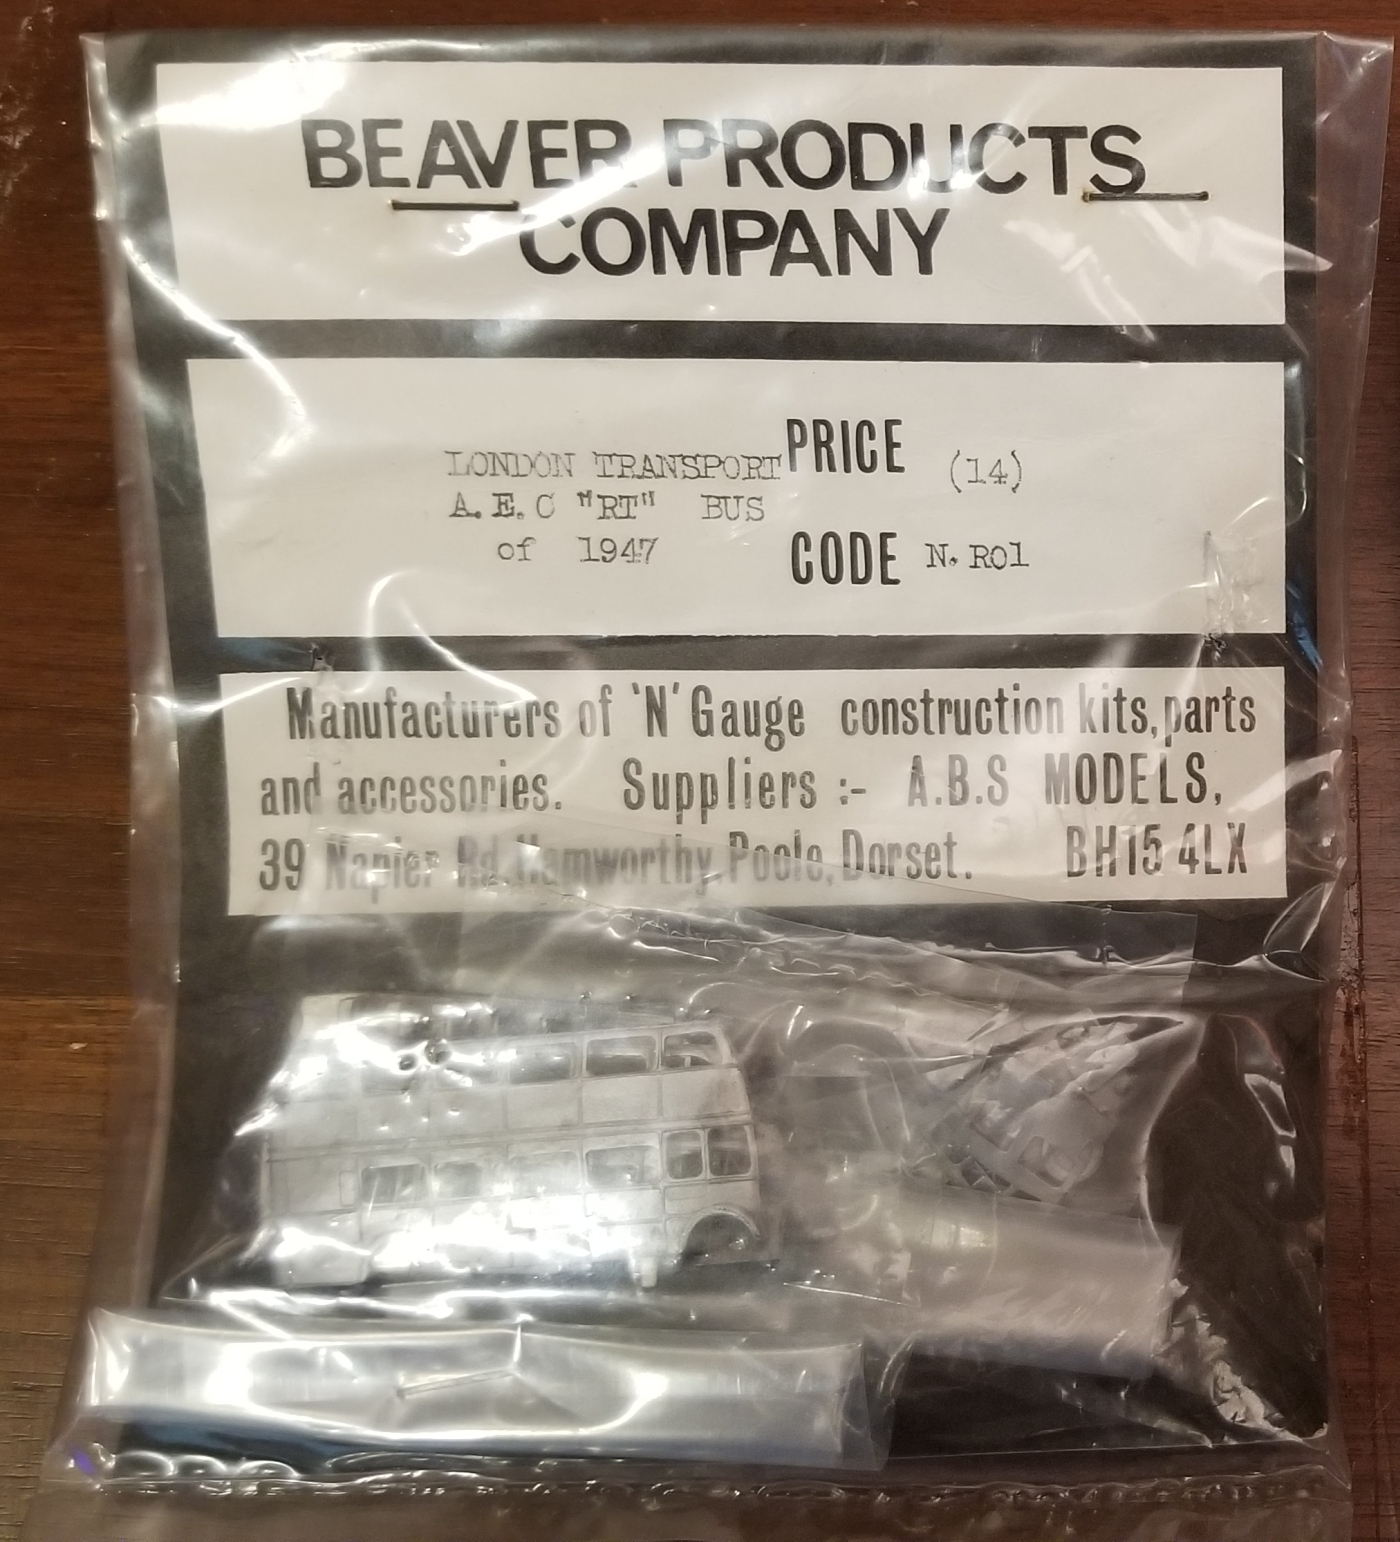 BEAVER PRODUCTS
COMPANY
LONDON TRANSPORT
A.E.C "RT" BUS
of 1947
PRICE (14)
CODE N.R01
Manufacturers of 'N' Gauge construction kits, parts
and accessories. Suppliers :- A.B.S MODELS,
39 Napier Rd, Hamworthy, Poole, Dorset. BH15 4LX